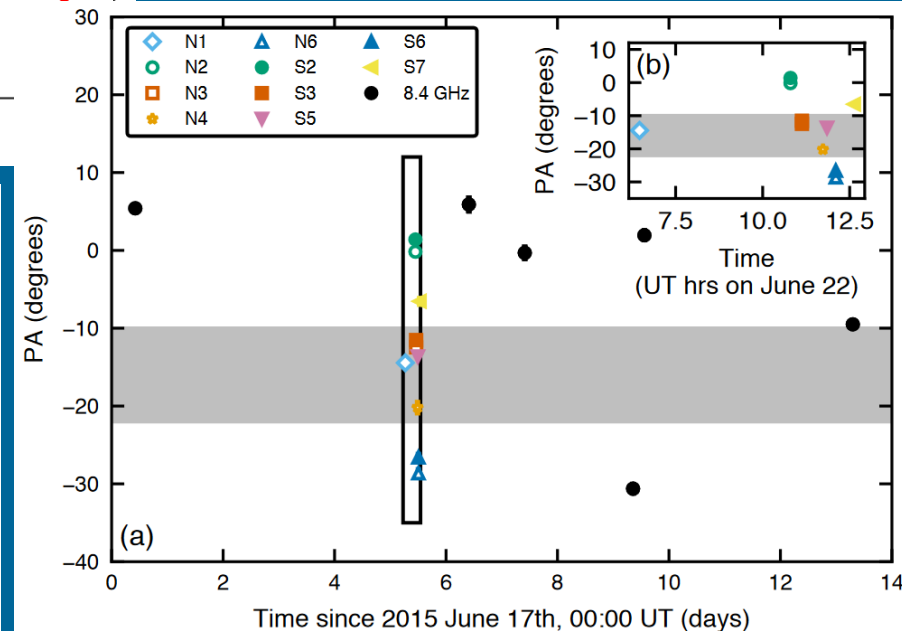 30
20
10
0
−10
−20
−30
−40
PA (degrees)
N1 N6 S6
N2 S2 S7
N3 S3 8.4 GHz
N4 S5
(b)
10
0
−10
−20
−30
PA (degrees)
7.5 10.0 12.5
Time
(UT hrs on June 22)
(a)
0 2 4 6 8 10 12 14
Time since 2015 June 17th, 00:00 UT (days)